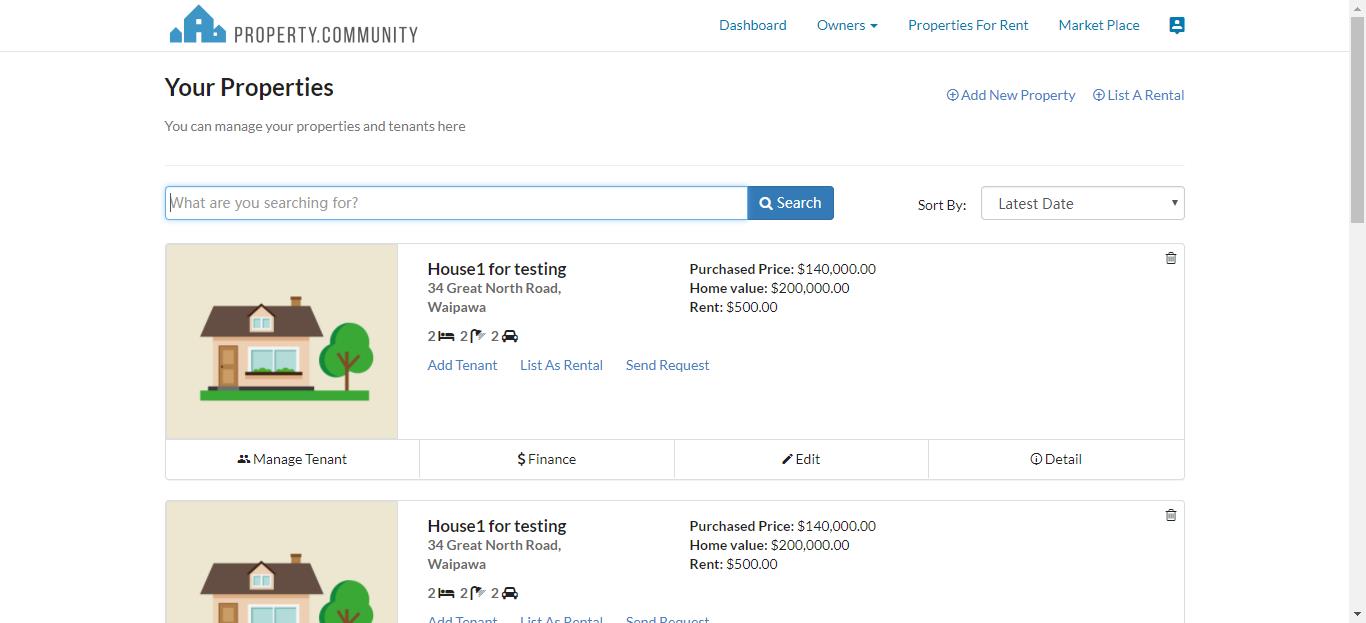 PROPERTY.COMMUNITY
Dashboard Owners Properties For Rent Market Place
Your Properties
Add New Property List A Rental
You can manage your properties and tenants here
What are you searching for? Search Sort By: Latest Date
House1 for testing Purchased Price: $140,000.00
34 Great North Road, Home value: $200,000.00
Waipawa Rent: $500.00
2 2 2
Add Tenant List As Rental Send Request
Manage Tenant $ Finance Edit Detail
House1 for testing Purchased Price: $140,000.00
34 Great North Road, Home value: $200,000.00
Waipawa Rent: $500.00
2 2 2
Add Tenant List As Rental Send Request